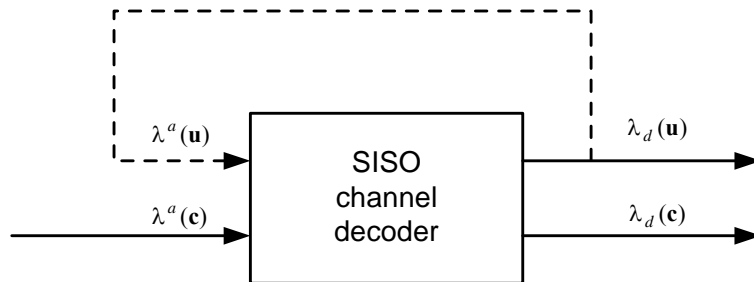 λ^a(u)
λ_d(u)
SISO
channel
decoder
λ^a(c)
λ_d(c)